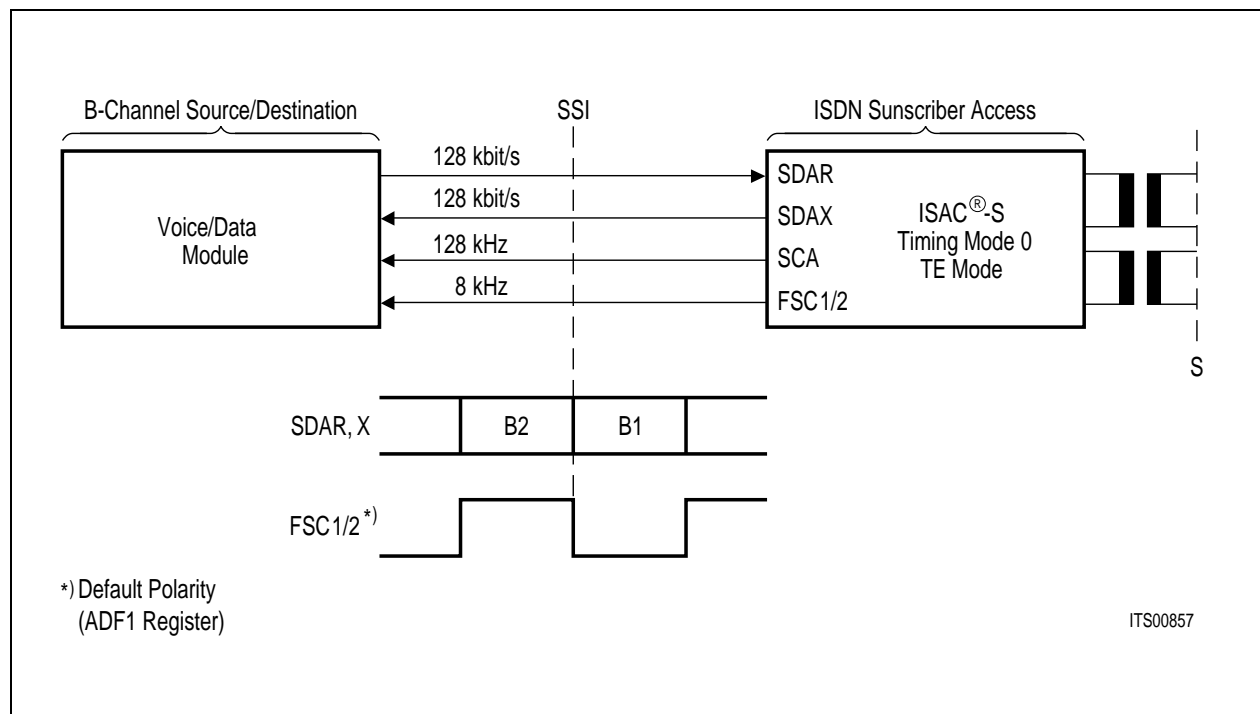 B-Channel Source/Destination
SSI
ISDN Sunscriber Access
Voice/Data
Module
128 kbit/s
128 kbit/s
128 kHz
8 kHz
SDAR
SDAX
SCA
FSC1/2
ISAC®-S
Timing Mode 0
TE Mode
S
SDAR, X
B2
B1
FSC1/2 *)
*) Default Polarity
(ADF1 Register)
ITS00857